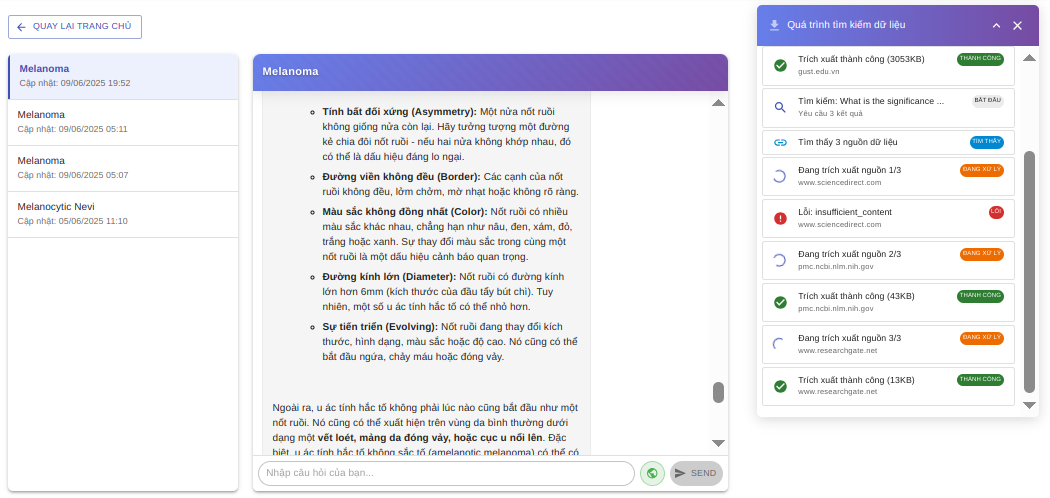 QUAY LẠI TRANG CHỦ
Melanoma
Cập nhật: 09/06/2025 19:52
Melanoma
Cập nhật: 09/06/2025 05:11
Melanoma
Cập nhật: 09/06/2025 05:07
Melanocytic Nevi
Cập nhật: 05/06/2025 11:10
Melanoma
Tính bất đối xứng (Asymmetry): Một nửa nốt ruồi
không giống nửa còn lại. Hãy tưởng tượng một đường
kẻ chia đôi nốt ruồi - nếu hai nửa không khớp nhau, đó
có thể là dấu hiệu đáng lo ngại.
Đường viền không đều (Border): Các cạnh của nốt
ruồi không đều, lởm chởm, mờ nhạt hoặc không rõ ràng.
Màu sắc không đồng nhất (Color): Nốt ruồi có nhiều
màu sắc khác nhau, chẳng hạn như nâu, đen, xám, đỏ,
trắng hoặc xanh. Sự thay đổi màu sắc trong cùng một
nốt ruồi là một dấu hiệu cảnh báo quan trọng.
Đường kính lớn (Diameter): Nốt ruồi có đường kính
lớn hơn 6mm (kích thước của đầu tẩy bút chì). Tuy
nhiên, một số u ác tính hắc tố có thể nhỏ hơn.
Sự tiến triển (Evolving): Nốt ruồi đang thay đổi kích
thước, hình dạng, màu sắc hoặc độ cao. Nó cũng có thể
bắt đầu ngứa, chảy máu hoặc đóng vảy.
Ngoài ra, u ác tính hắc tố không phải lúc nào cũng bắt đầu như một
nốt ruồi. Nó cũng có thể xuất hiện trên vùng da bình thường dưới
dạng một vết loét, mảng da đóng vảy, hoặc cục u nổi lên. Đặc
biệt, u ác tính hắc tố không sắc tố (amelanotic melanoma) có thể có
Nhập câu hỏi của bạn...
SEND
Quá trình tìm kiếm dữ liệu
Trích xuất thành công (3053KB)
THÀNH CÔNG
gust.edu.vn
Tìm kiếm: What is the significance ...
BẮT ĐẦU
Yêu cầu 3 kết quả
Tìm thấy 3 nguồn dữ liệu
TÌM THẤY
Đang trích xuất nguồn 1/3
ĐANG XỬ LÝ
www.sciencedirect.com
Lỗi: insufficient_content
LỖI
www.sciencedirect.com
Đang trích xuất nguồn 2/3
ĐANG XỬ LÝ
pmc.ncbi.nlm.nih.gov
Trích xuất thành công (43KB)
THÀNH CÔNG
pmc.ncbi.nlm.nih.gov
Đang trích xuất nguồn 3/3
ĐANG XỬ LÝ
www.researchgate.net
Trích xuất thành công (13KB)
THÀNH CÔNG
www.researchgate.net